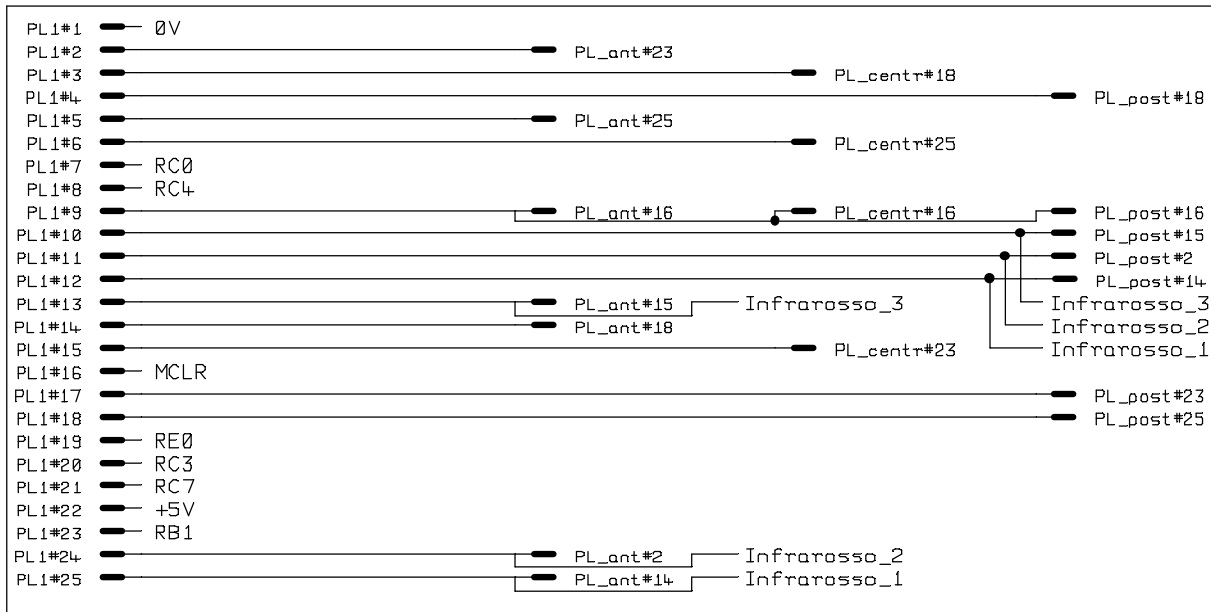 PL1#1 0V
PL1#2 PL_ant#23
PL1#3 PL_centr#18
PL1#4 PL_post#18
PL1#5 PL_ant#25
PL1#6 PL_centr#25
PL1#7 RC0
PL1#8 RC4
PL1#9 PL_ant#16 PL_centr#16 PL_post#16
PL1#10 PL_post#15
PL1#11 PL_post#2
PL1#12 PL_post#14
PL1#13 PL_ant#15 Infrarosso_3 Infrarosso_3
PL1#14 PL_ant#18 Infrarosso_2
PL1#15 PL_centr#23 Infrarosso_1
PL1#16 MCLR
PL1#17 PL_post#23
PL1#18 PL_post#25
PL1#19 RE0
PL1#20 RC3
PL1#21 RC7
PL1#22 +5V
PL1#23 RB1
PL1#24 PL_ant#2 Infrarosso_2
PL1#25 PL_ant#14 Infrarosso_1